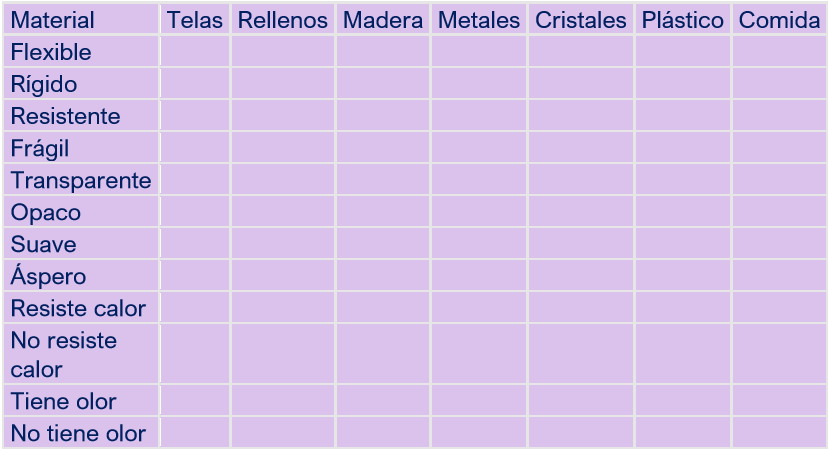 Material Telas Rellenos Madera Metales Cristales Plástico Comida
Flexible
Rígido
Resistente
Frágil
Transparente
Opaco
Suave
Áspero
Resiste calor
No resiste
calor
Tiene olor
No tiene olor